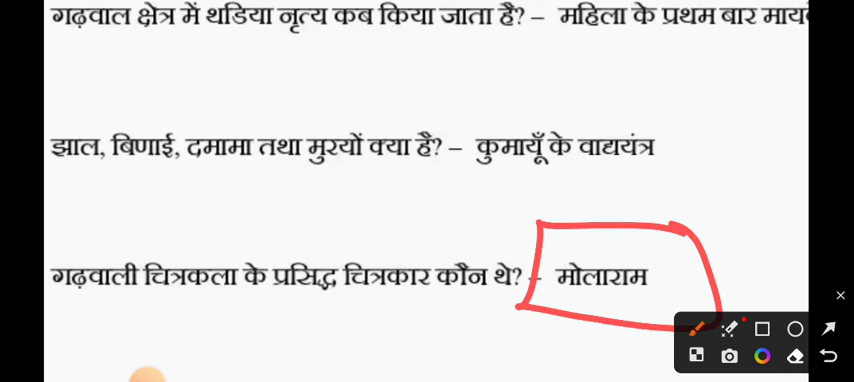 गढ़वाल क्षेत्र में थडिया नृत्य कब किया जाता है? – महिला के प्रथम बार
झाल, बिणाई, दमामा तथा मुरयों क्या है? – कुमायूँ के वाद्ययंत्र
गढ़वाली चित्रकला के प्रसिद्ध चित्रकार कौन थे? – मोलाराम